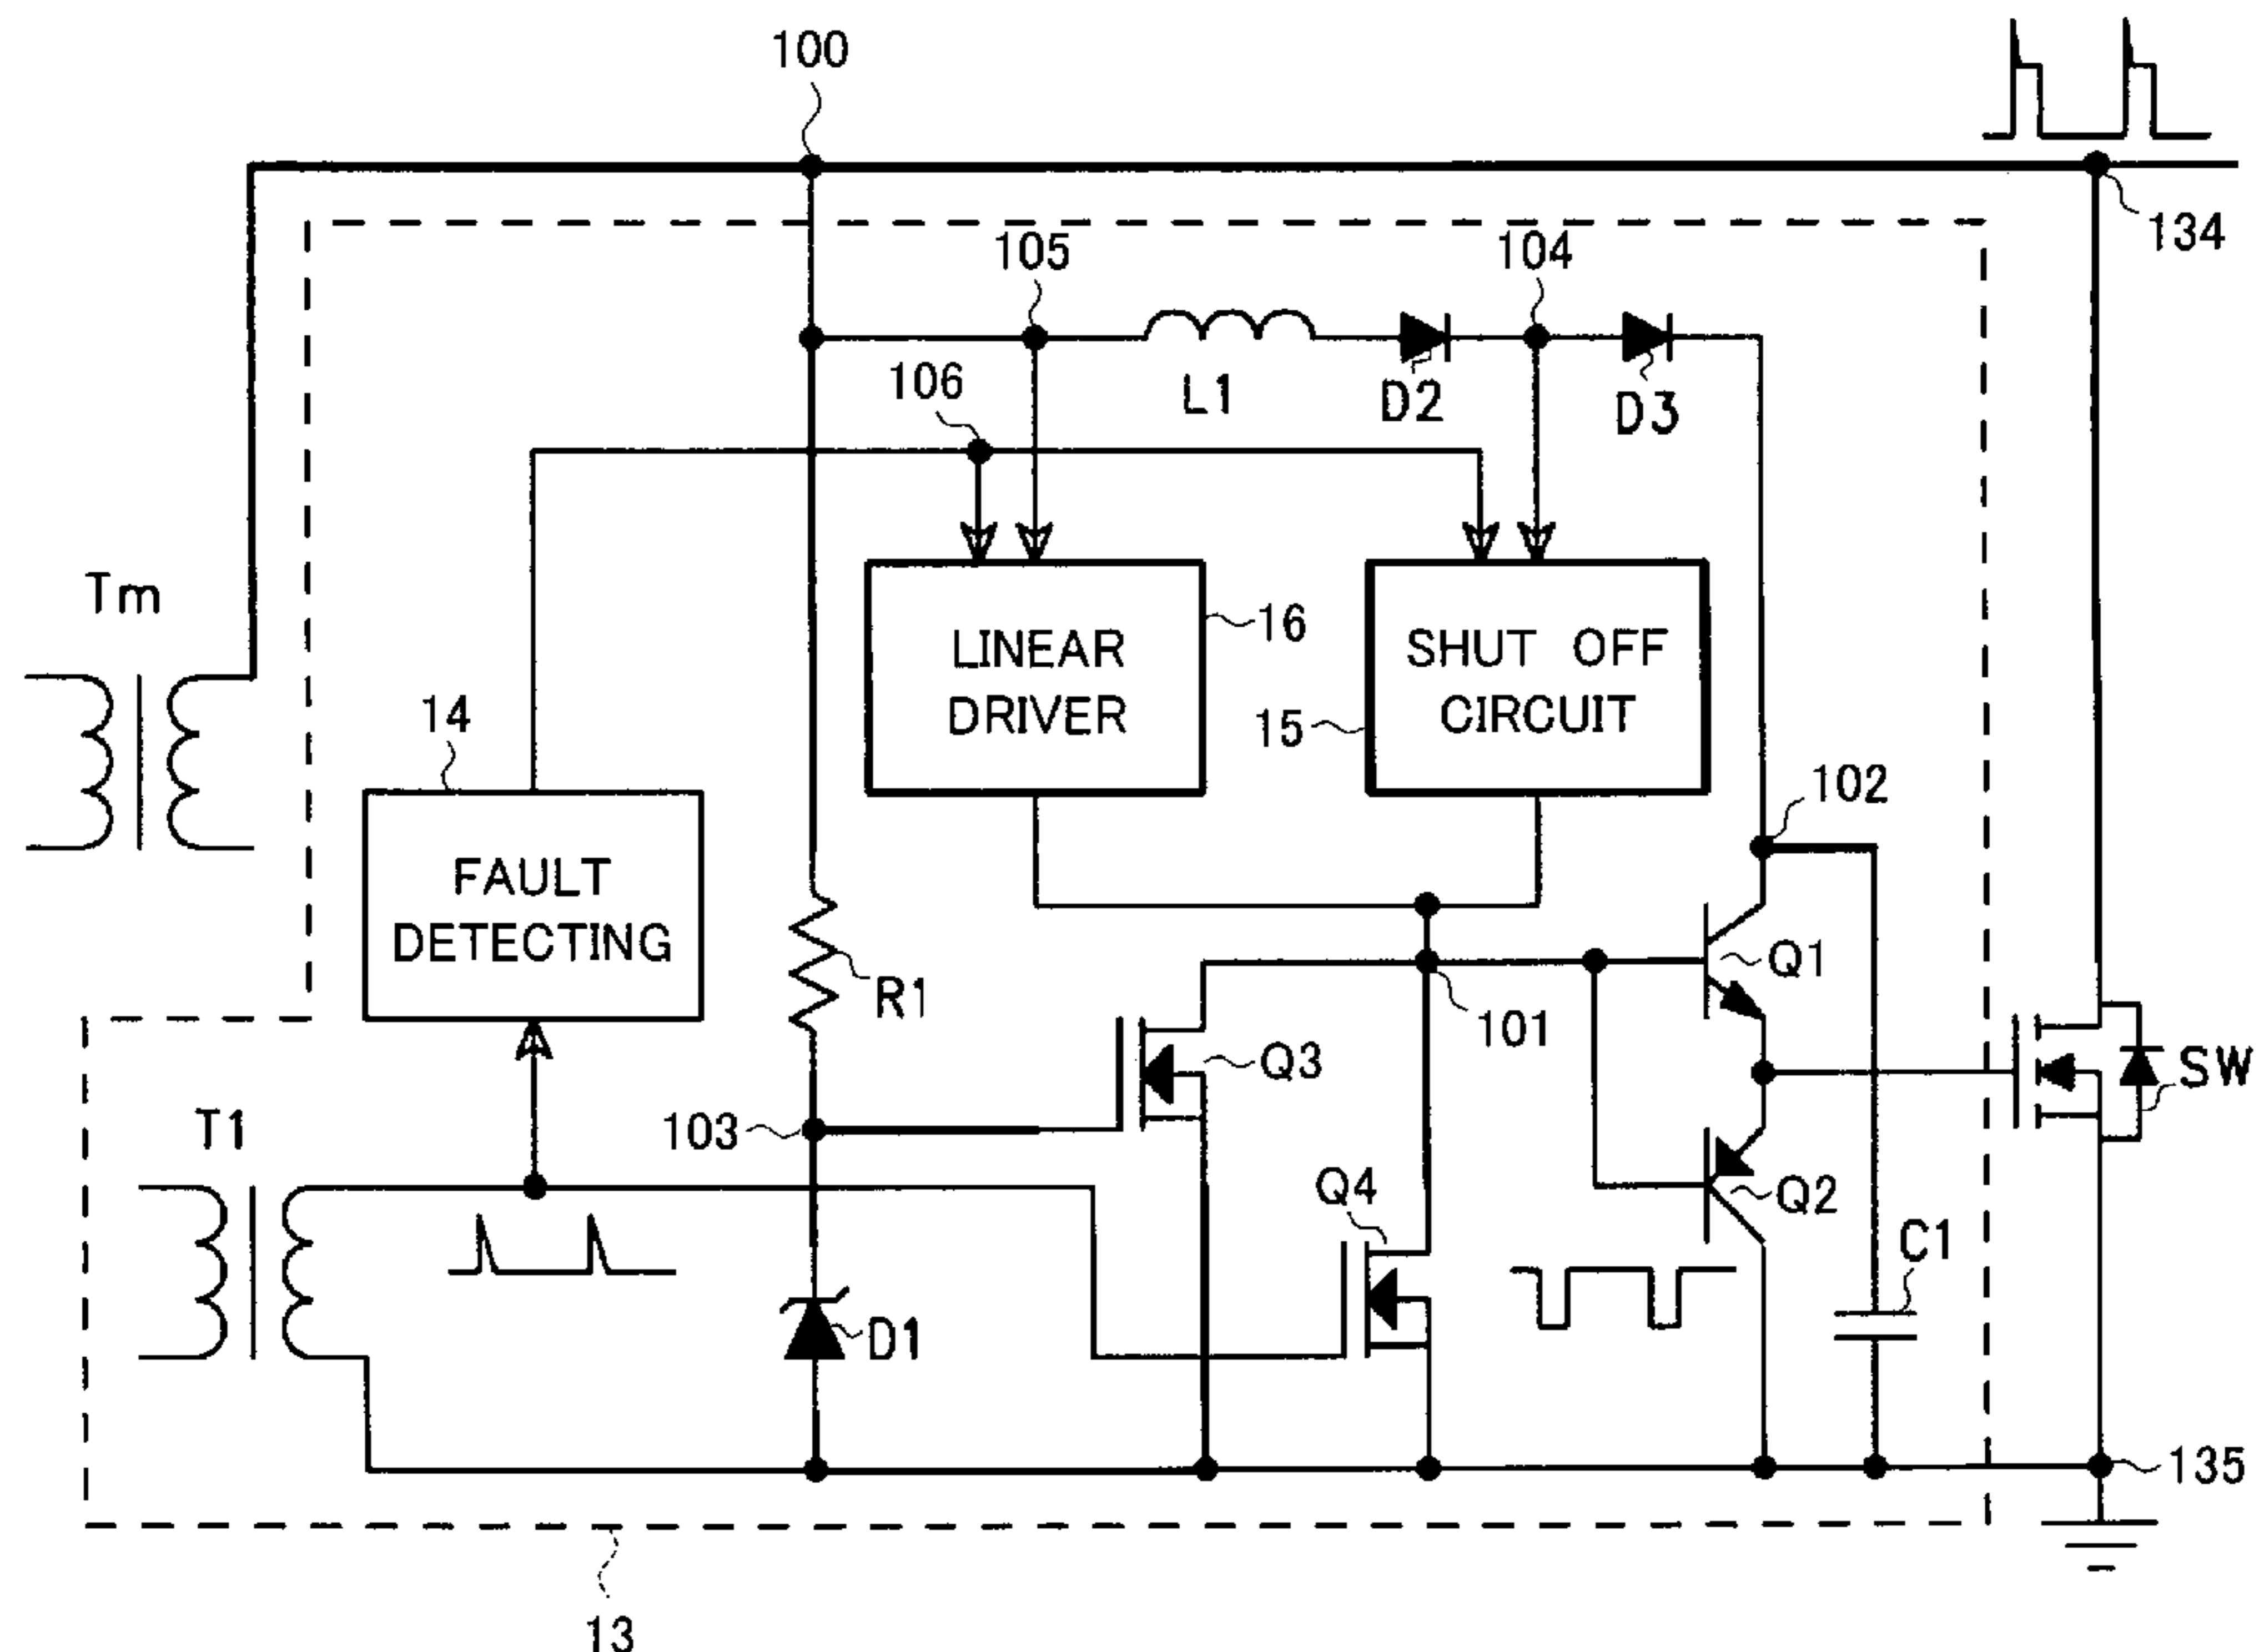 100
134
105
104
106
L1
D2
D3
Tm
LINEAR
DRIVER
16
SHUT OFF
CIRCUIT
15
14
102
FAULT
DETECTING
R1
Q1
101
Q3
SW
103
T1
Q4
Q2
C1
D1
135
13